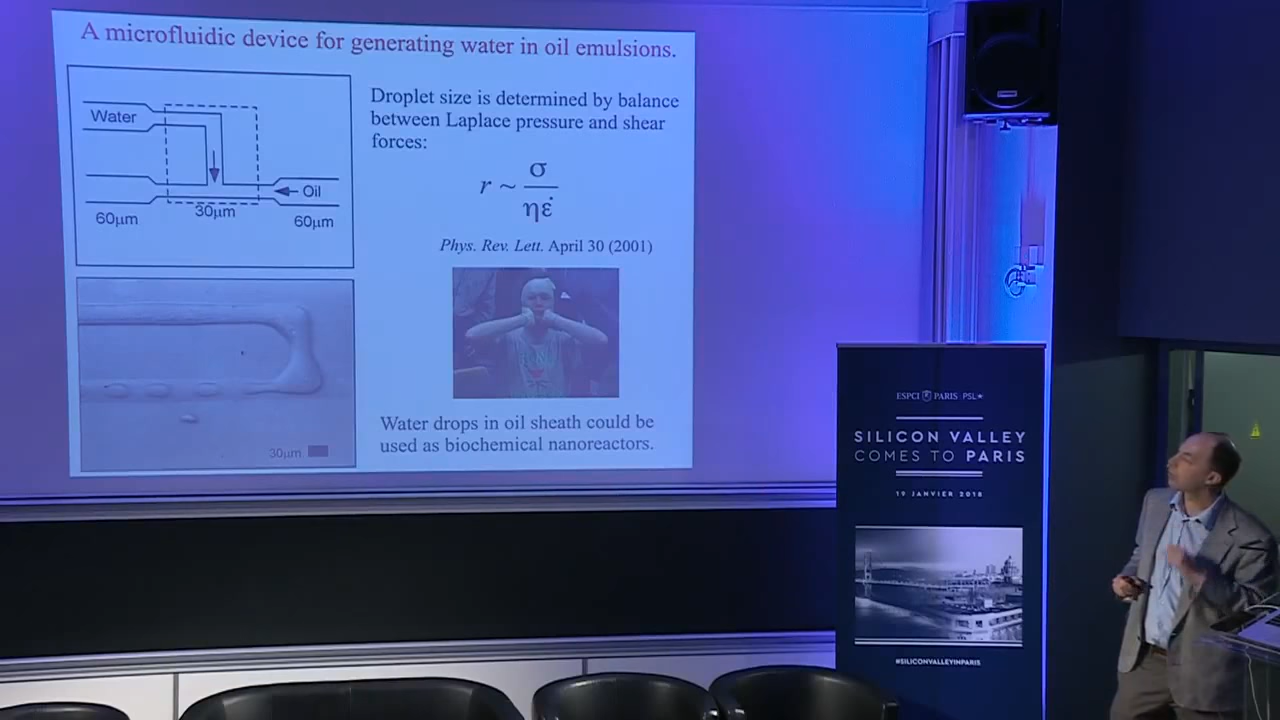 A microfluidic device for generating water in oil emulsions.
Water
Oil
60μm
30μm
60μm
30μm
Droplet size is determined by balance
between Laplace pressure and shear
forces:
r ~ σ / ηε̇
Phys. Rev. Lett. April 30 (2001)
Water drops in oil sheath could be
used as biochemical nanoreactors.
ESPCI PARIS PSL★
SILICON VALLEY
COMES TO PARIS
19 JANVIER 2018
#SILICONVALLEYINPARIS